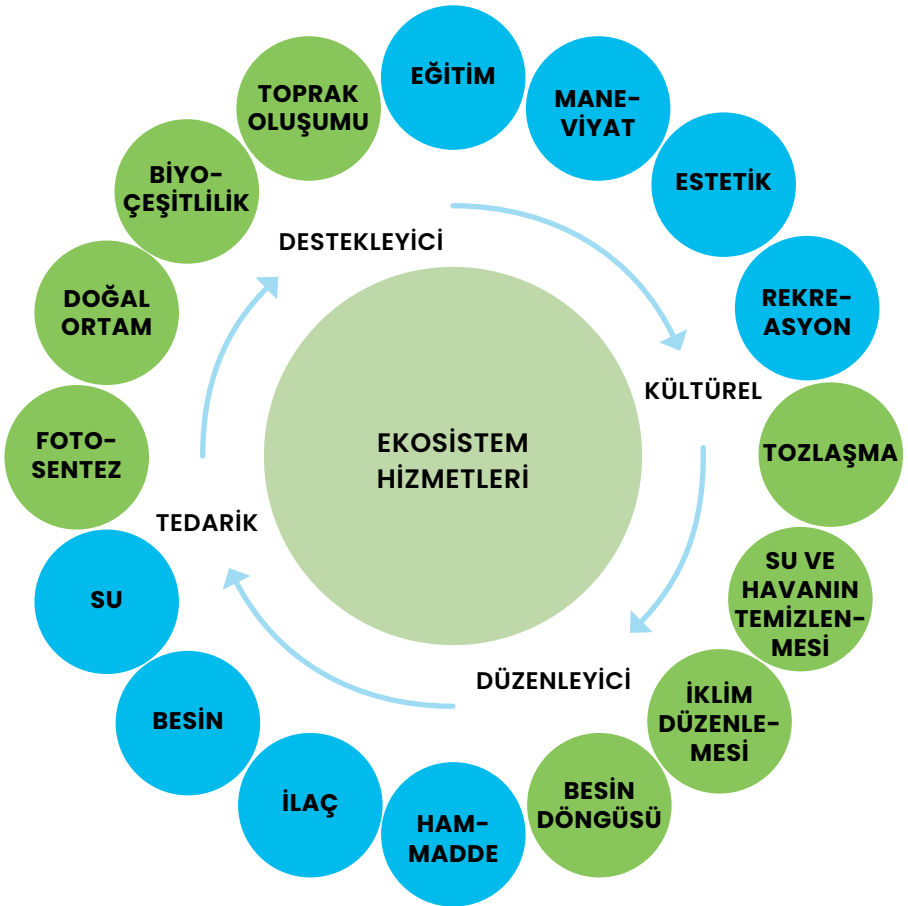 EĞİTİM
MANE-
VİYAT
ESTETİK
REKRE-
ASYON
TOZLAŞMA
SU VE
HAVANIN
TEMİZLEN-
MESİ
İKLİM
DÜZENLE-
MESİ
BESİN
DÖNGÜSÜ
HAM-
MADDE
İLAÇ
BESİN
SU
FOTO-
SENTEZ
DOĞAL
ORTAM
BİYO-
ÇEŞİTLİLİK
TOPRAK
OLUŞUMU
DESTEKLEYİCİ
KÜLTÜREL
DÜZENLEYİCİ
TEDARİK
EKOSİSTEM
HİZMETLERİ